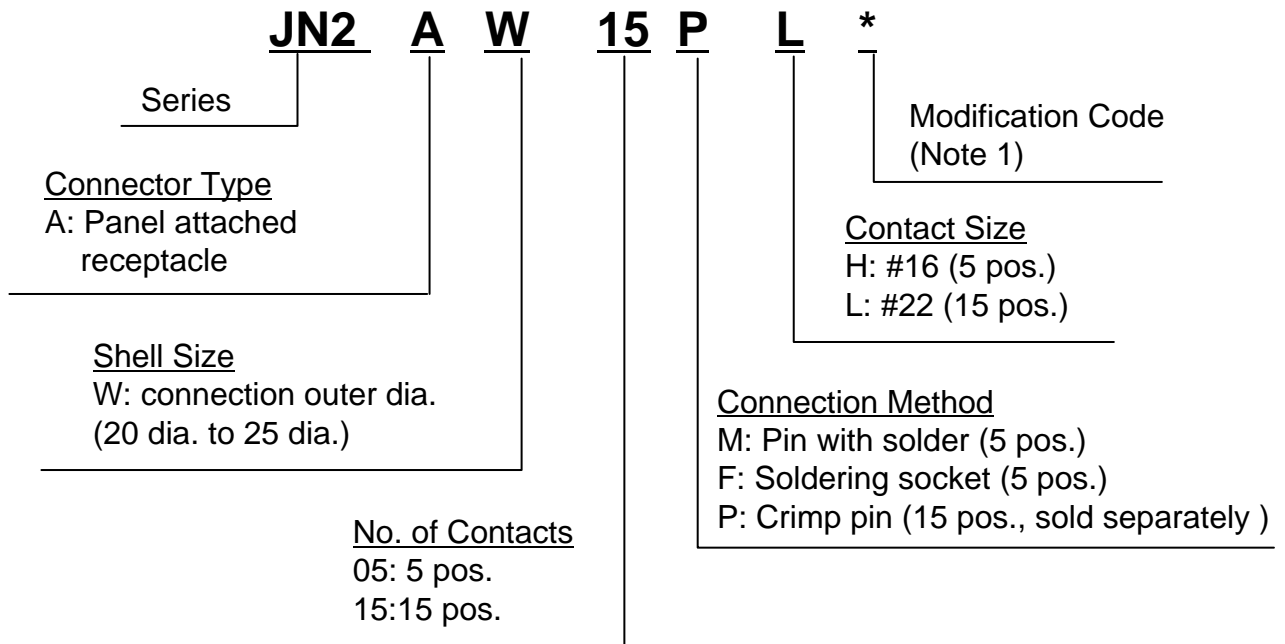 JN2 A W 15 P L *
Series
Modification Code
(Note 1)
Connector Type
A: Panel attached
receptacle
Contact Size
H: #16 (5 pos.)
L: #22 (15 pos.)
Shell Size
W: connection outer dia.
(20 dia. to 25 dia.)
Connection Method
M: Pin with solder (5 pos.)
F: Soldering socket (5 pos.)
P: Crimp pin (15 pos., sold separately )
No. of Contacts
05: 5 pos.
15:15 pos.